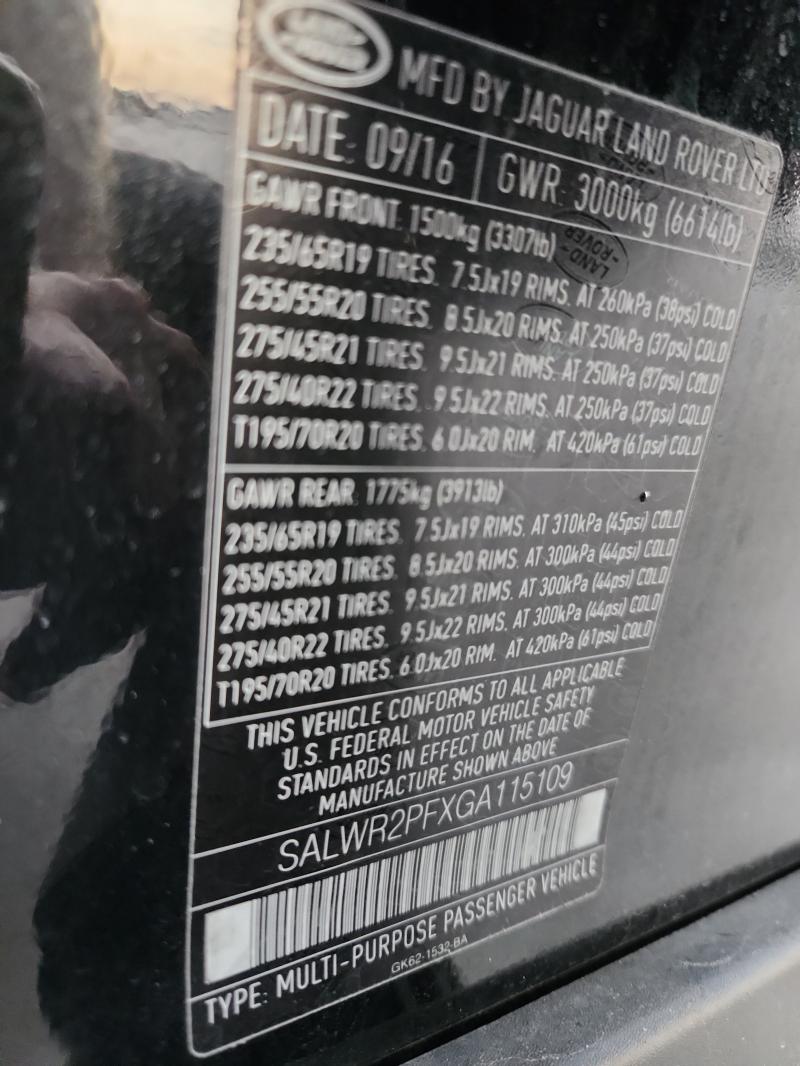 LAND ROVER
MFD BY JAGUAR LAND ROVER LTD
DATE: 09/16 GWR: 3000kg (6614lb)
GAWR FRONT: 1500kg (3307lb)
235/65R19 TIRES. 7.5Jx19 RIMS. AT 260kPa (38psi) COLD
255/55R20 TIRES. 8.5Jx20 RIMS. AT 250kPa (37psi) COLD
275/45R21 TIRES. 9.5Jx21 RIMS. AT 250kPa (37psi) COLD
275/40R22 TIRES. 9.5Jx22 RIMS. AT 250kPa (37psi) COLD
T195/70R20 TIRES. 6.0Jx20 RIM. AT 420kPa (61psi) COLD
GAWR REAR: 1775kg (3913lb)
235/65R19 TIRES. 7.5Jx19 RIMS. AT 310kPa (45psi) COLD
255/55R20 TIRES. 8.5Jx20 RIMS. AT 300kPa (44psi) COLD
275/45R21 TIRES. 9.5Jx21 RIMS. AT 300kPa (44psi) COLD
275/40R22 TIRES. 9.5Jx22 RIMS. AT 300kPa (44psi) COLD
T195/70R20 TIRES. 6.0Jx20 RIM. AT 420kPa (61psi) COLD
THIS VEHICLE CONFORMS TO ALL APPLICABLE
U.S. FEDERAL MOTOR VEHICLE SAFETY
STANDARDS IN EFFECT ON THE DATE OF
MANUFACTURE SHOWN ABOVE
SALWR2PFXGA115109
TYPE: MULTI-PURPOSE PASSENGER VEHICLE
GK62-1532-BA
LAND-
-ROVER